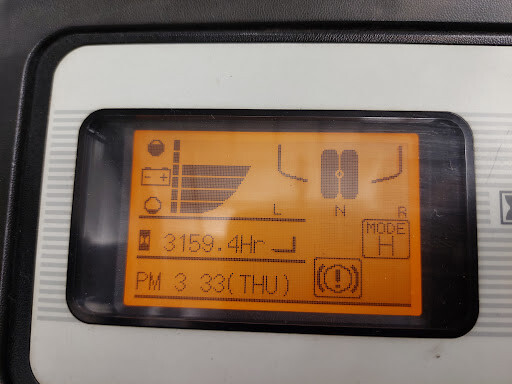 L N R
MODE
H
3159.4Hr
PM 3 33(THU)